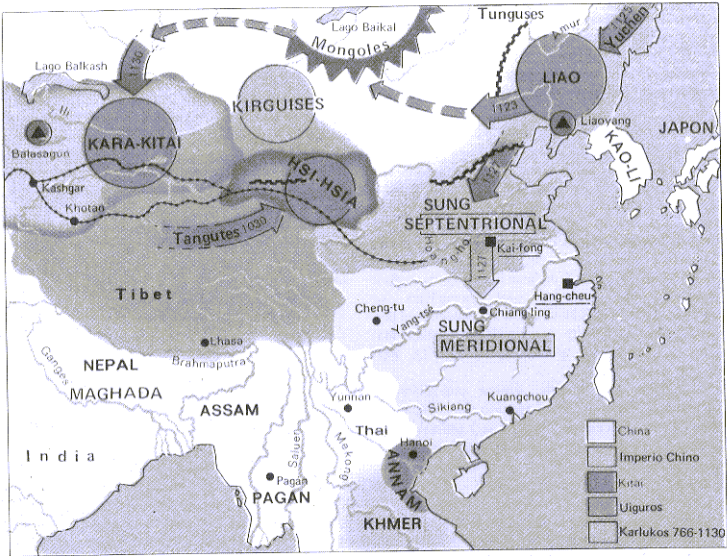 Lago Baikal
Tunguses
Amur
1125
Yuchen
Mongoles
Lago Balkash
1130
LIAO
1123
KIRGUISES
Ili
KARA-KITAI
Liaoyang
JAPON
Balasagun
KAO-LI
HSI-HSIA
1127
Kashgar
Khotan
SUNG
SEPTENTRIONAL
Tangutes 1030
Kai-fong
1127
Tibet
Hang-cheu
Cheng-tu
Yang-tsé
Chiang-ling
SUNG
MERIDIONAL
Lhasa
NEPAL
Brahmaputra
Ganges
MAGHADA
ASSAM
Yunnan
Sikiang
Kuangchou
Thai
China
India
Saluen
Mekong
Hanoi
Imperio Chino
ANNAM
Kitai
Pagán
PAGAN
Uiguros
KHMER
Karlukos 766-1130